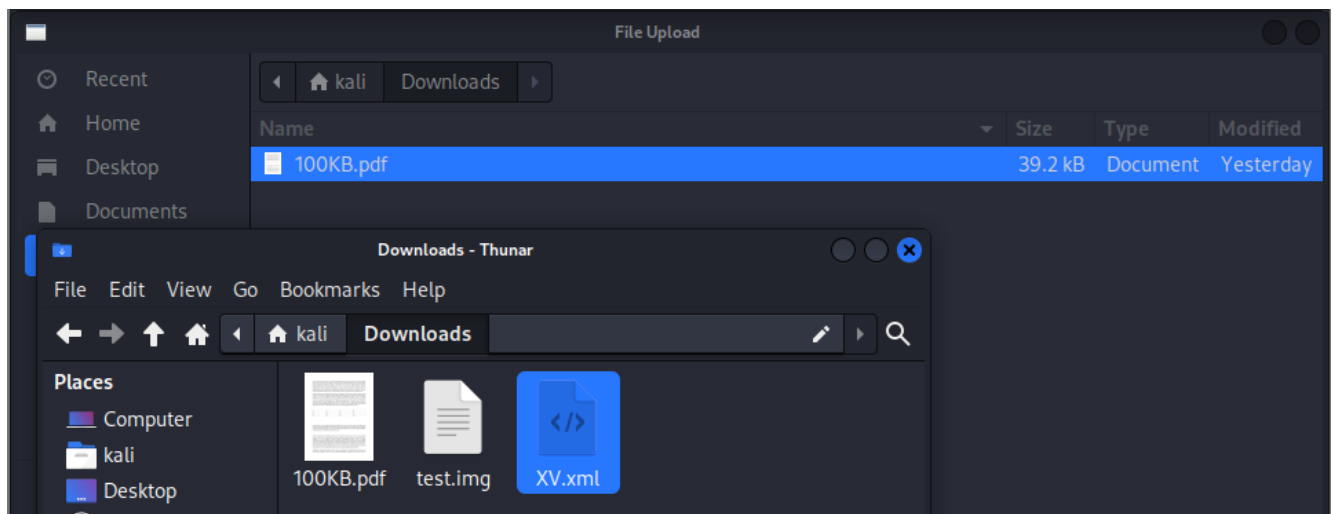 File Upload
Recent
kali Downloads
Home
Name Size Type Modified
Desktop
100KB.pdf 39.2 kB Document Yesterday
Documents
Downloads - Thunar
File Edit View Go Bookmarks Help
kali Downloads
Places
Computer
kali
Desktop
100KB.pdf test.img XV.xml